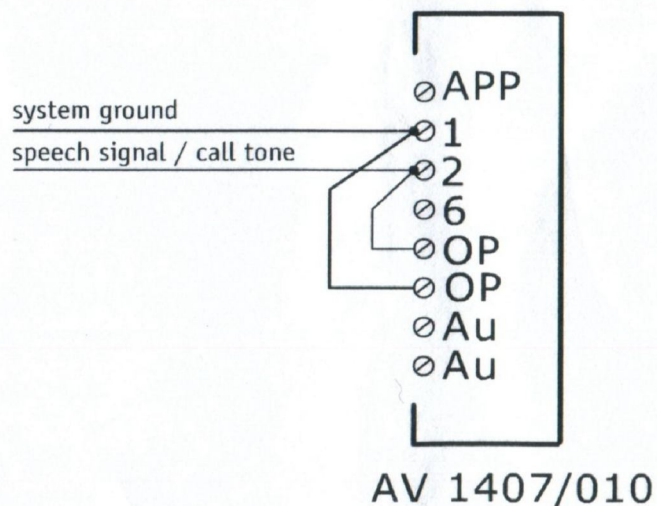 APP
system ground
1
speech signal / call tone
2
6
OP
OP
Au
Au
AV 1407/010